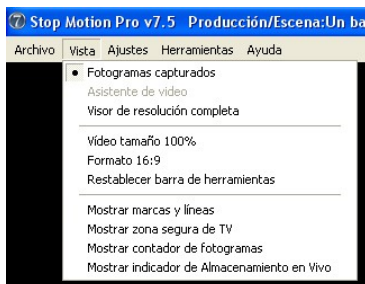 7 Stop Motion Pro v7.5 Producción/Escena:Un ba
Archivo Vista Ajustes Herramientas Ayuda
Fotogramas capturados
Asistente de video
Visor de resolución completa
Vídeo tamaño 100%
Formato 16:9
Restablecer barra de herramientas
Mostrar marcas y líneas
Mostrar zona segura de TV
Mostrar contador de fotogramas
Mostrar indicador de Almacenamiento en Vivo